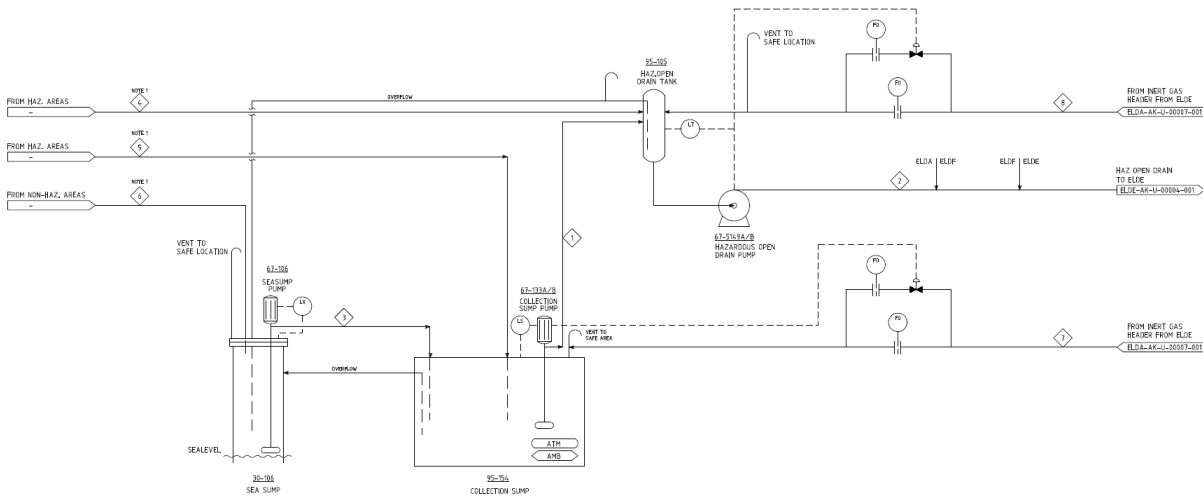 VENT TO
SAFE LOCATION
FO
95-105
HAZ.OPEN
DRAIN TANK
FO
NOTE 1
FROM HAZ. AREAS
-
4
OVERFLOW
8
FROM INERT GAS
HEADER FROM ELDE
ELDA-AK-U-00007-001
LT
NOTE 1
FROM HAZ. AREAS
-
5
ELDA
ELDF
ELDF
ELDE
2
HAZ OPEN DRAIN
TO ELDE
ELDE-AK-U-00004-001
NOTE 1
FROM NON-HAZ. AREAS
-
6
67-5149A/B
HAZARDOUS OPEN
DRAIN PUMP
1
VENT TO
SAFE LOCATION
67-106
SEASUMP
PUMP
LX
67-133A/B
COLLECTION
SUMP PUMP
LS
FO
3
FO
VENT TO
SAFE AREA
7
FROM INERT GAS
HEADER FROM ELDE
ELDA-AK-U-00007-001
OVERFLOW
SEALEVEL
ATM
AMB
30-106
SEA SUMP
95-154
COLLECTION SUMP